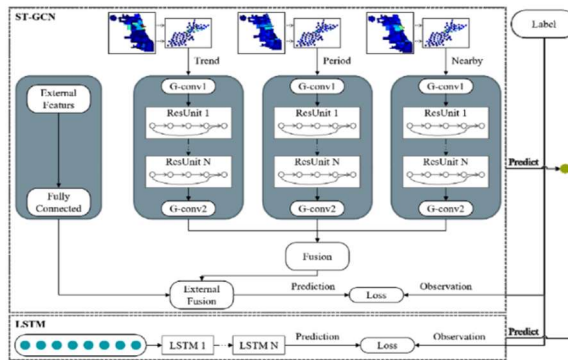 ST-GCN
Label
Trend
Period
Nearby
External
Featurs
G-conv1
G-conv1
G-conv1
ResUnit 1
ResUnit 1
ResUnit 1
ResUnit N
ResUnit N
ResUnit N
Predict
Fully
Connected
G-conv2
G-conv2
G-conv2
Fusion
External
Fusion
Prediction
Loss
Observation
LSTM
LSTM 1
LSTM N
Prediction
Loss
Observation
Predict